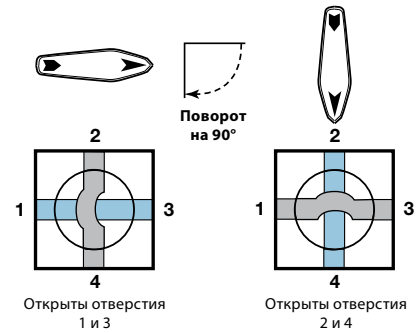 Поворот
на 90°
2
1
3
4
Открыты отверстия
1 и 3
2
1
3
4
Открыты отверстия
2 и 4